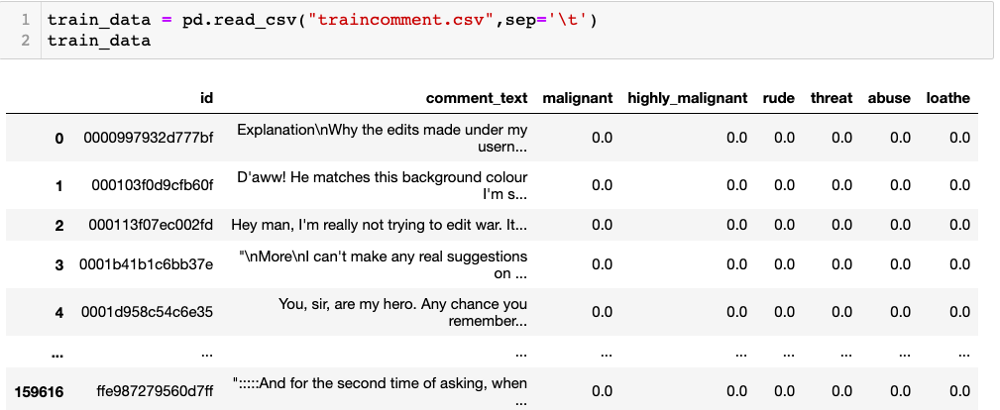 1 train_data = pd.read_csv("traincomment.csv",sep='\t')
2 train_data
id comment_text malignant highly_malignant rude threat abuse loathe
0 0000997932d777bf Explanation\nWhy the edits made under my usern... 0.0 0.0 0.0 0.0 0.0 0.0
1 000103f0d9cfb60f D'aww! He matches this background colour I'm s... 0.0 0.0 0.0 0.0 0.0 0.0
2 000113f07ec002fd Hey man, I'm really not trying to edit war. It... 0.0 0.0 0.0 0.0 0.0 0.0
3 0001b41b1c6bb37e "\nMore\nI can't make any real suggestions on ... 0.0 0.0 0.0 0.0 0.0 0.0
4 0001d958c54c6e35 You, sir, are my hero. Any chance you remember... 0.0 0.0 0.0 0.0 0.0 0.0
... ... ... ... ... ... ... ... ...
159616 ffe987279560d7ff ":::::And for the second time of asking, when ... 0.0 0.0 0.0 0.0 0.0 0.0